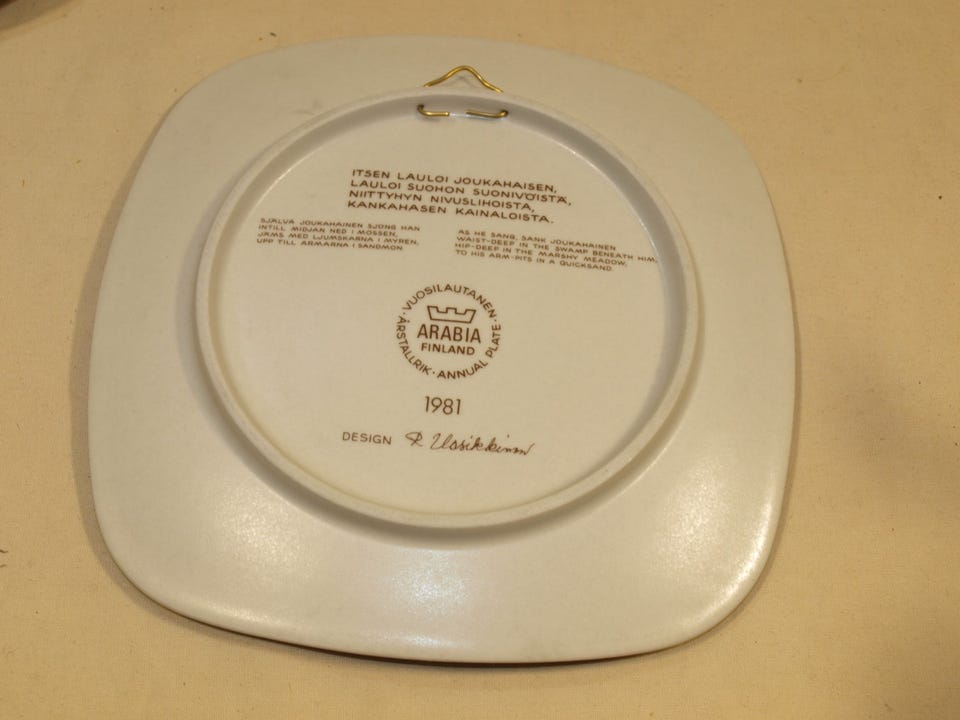 ITSEN LAULOI JOUKAHAISEN,
LAULOI SUOHON SUONIVÖISTÄ,
NIITTYHYN NIVUSLIHOISTA,
KANKAHASEN KAINALOISTA.
SJÄLVA JOUKAHAINEN SJÖNG HAN
INTILL MIDJAN NED I MOSSEN,
JÄMS MED LJUMSKARNA I MYREN,
UPP TILL ARMARNA I SANDMON
AS HE SANG, SANK JOUKAHAINEN
WAIST-DEEP IN THE SWAMP BENEATH HIM,
HIP-DEEP IN THE MARSHY MEADOW,
TO HIS ARM-PITS IN A QUICKSAND.
· VUOSILAUTANEN ·
ARABIA
FINLAND
ÅRSTALLRIK · ANNUAL PLATE
1981
DESIGN R Uosikkinen